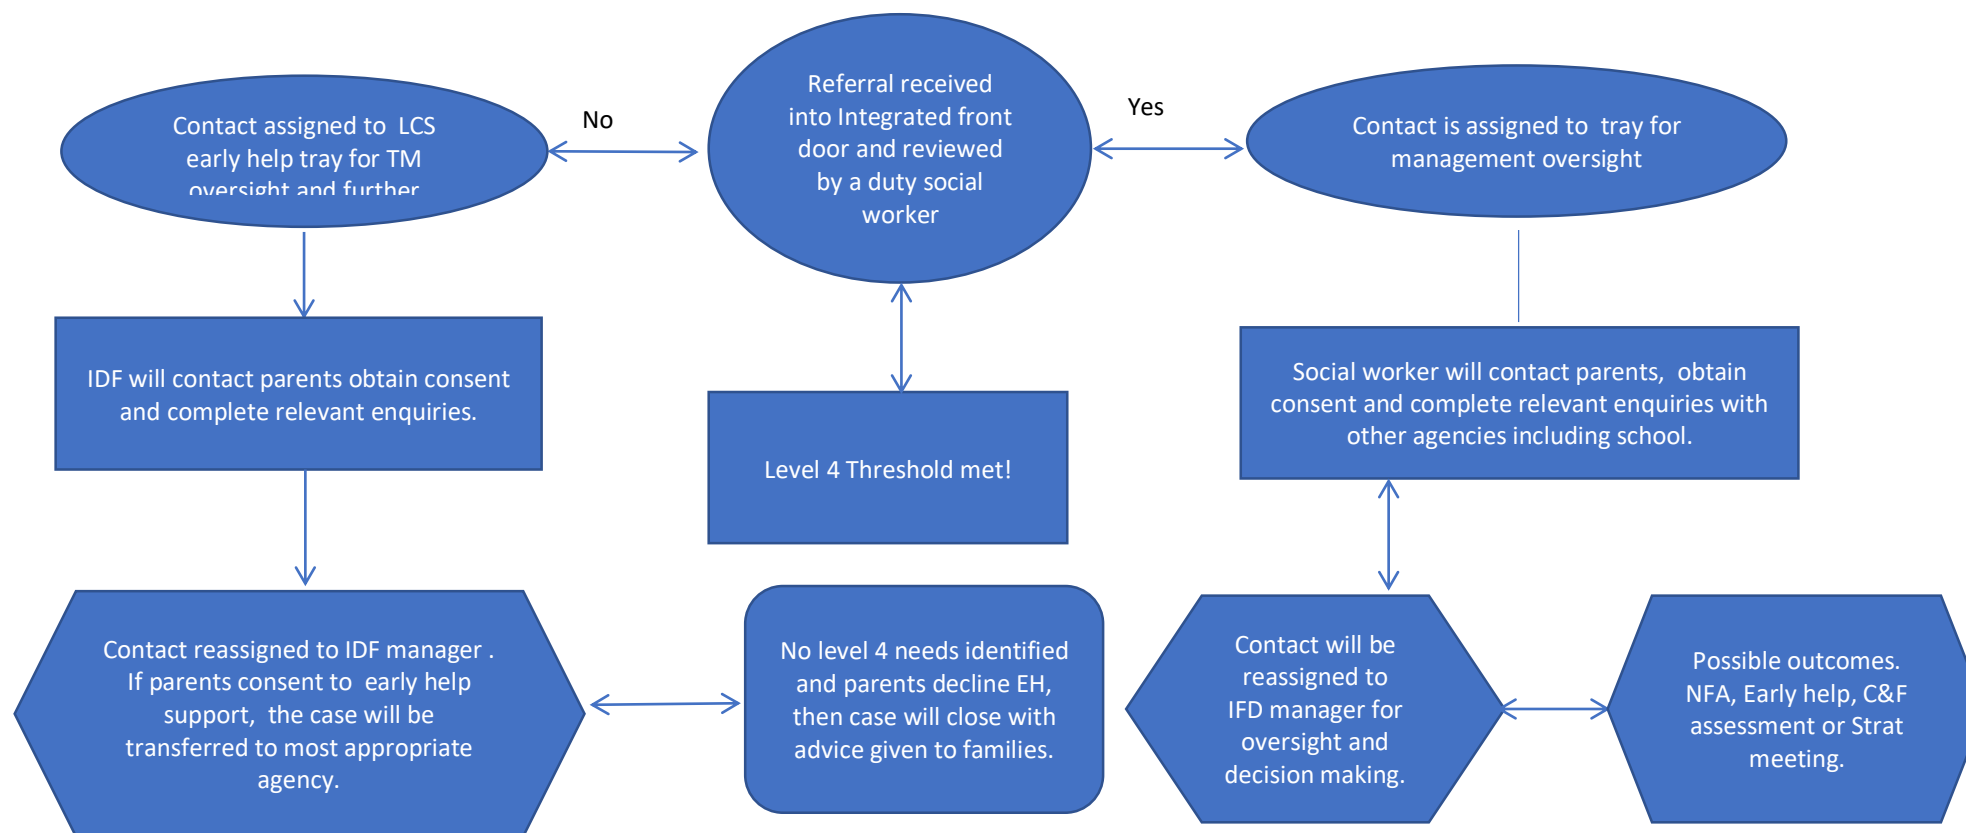 Contact assigned to LCS
early help tray for TM
oversight and further
No
Referral received
into Integrated front
door and reviewed
by a duty social
worker
Yes
Contact is assigned to tray for
management oversight
IDF will contact parents obtain consent
and complete relevant enquiries.
Level 4 Threshold met!
Social worker will contact parents, obtain
consent and complete relevant enquiries with
other agencies including school.
Contact reassigned to IDF manager .
If parents consent to early help
support, the case will be
transferred to most appropriate
agency.
No level 4 needs identified
and parents decline EH,
then case will close with
advice given to families.
Contact will be
reassigned to
IFD manager for
oversight and
decision making.
Possible outcomes.
NFA, Early help, C&F
assessment or Strat
meeting.